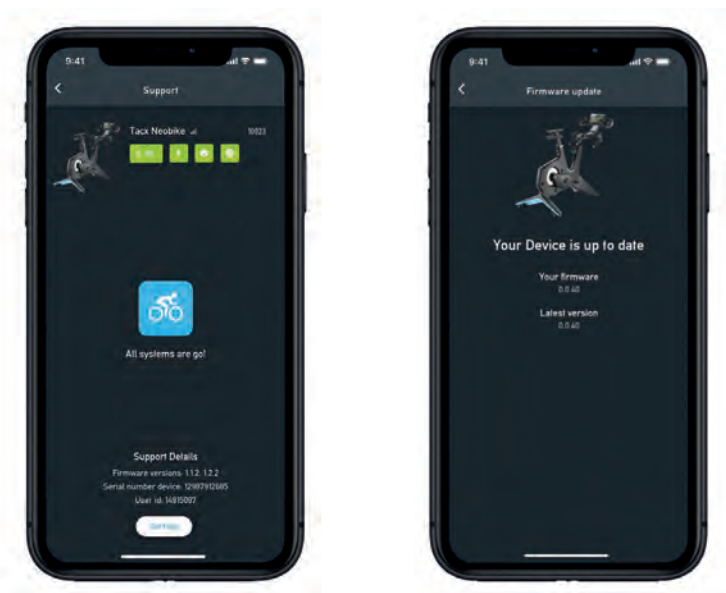 9:41
Support
Tacx Neobike
10023
All systems are go!
Support Details
Firmware versions: 1.1.2, 1.2.2
Serial number device: 12987912685
User id: 14815087
9:41
Firmware update
Your Device is up to date
Your firmware
0.0.40
Latest version
0.0.40